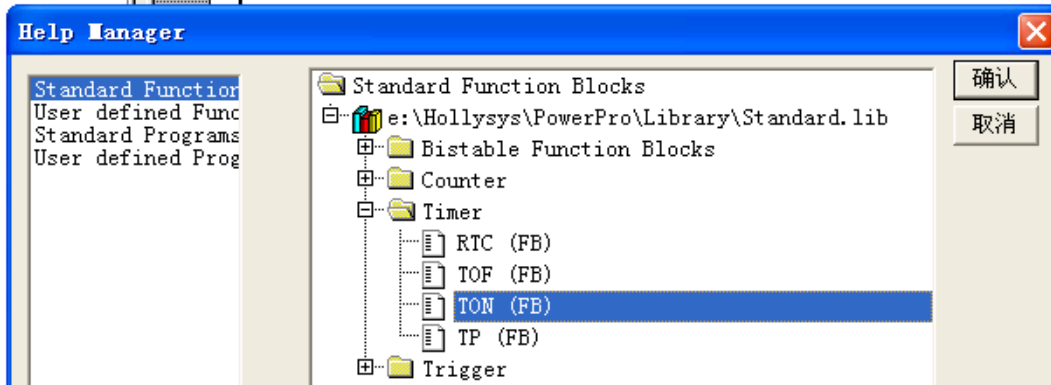 Help Manager
Standard Function
User defined Func
Standard Programs
User defined Prog
Standard Function Blocks
e:\Hollysys\PowerPro\Library\Standard.lib
Bistable Function Blocks
Counter
Timer
RTC (FB)
TOF (FB)
TON (FB)
TP (FB)
Trigger
确认
取消